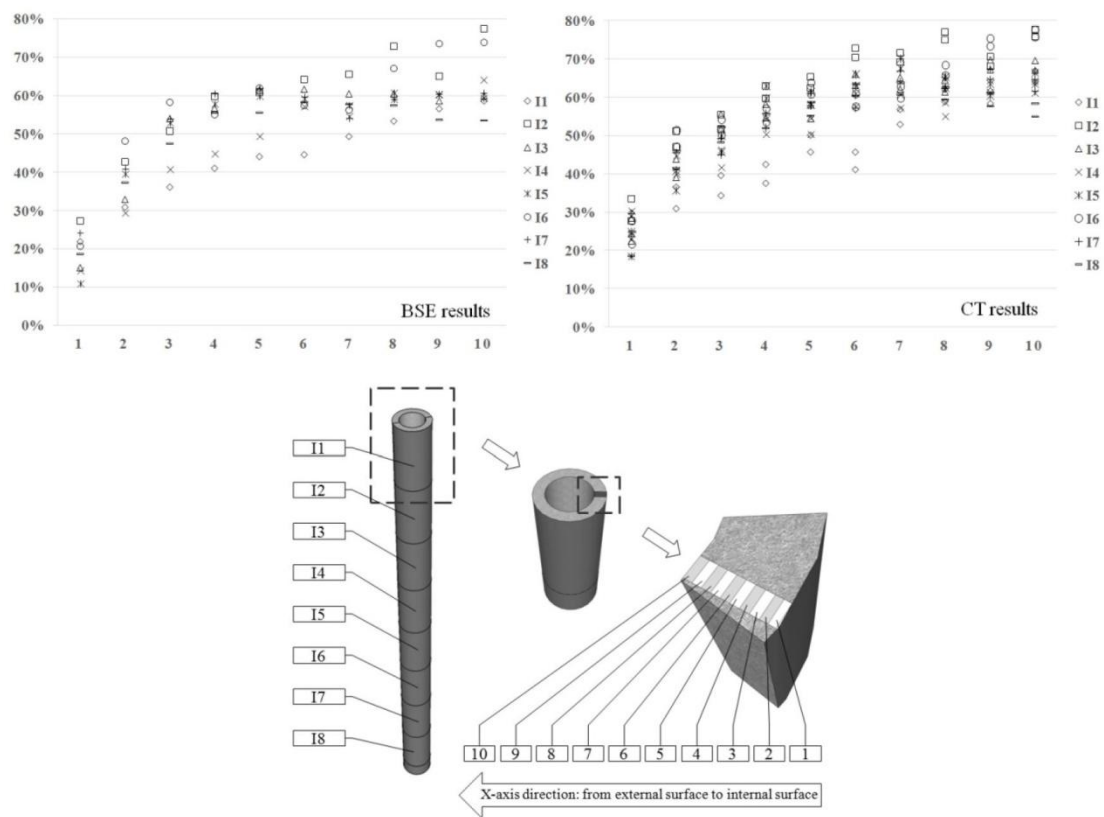 80%
70%
60%
50%
40%
30%
20%
10%
0%
1 2 3 4 5 6 7 8 9 10
BSE results
I1
I2
I3
I4
I5
I6
I7
I8
80%
70%
60%
50%
40%
30%
20%
10%
0%
1 2 3 4 5 6 7 8 9 10
CT results
I1
I2
I3
I4
I5
I6
I7
I8
I1
I2
I3
I4
I5
I6
I7
I8
10 9 8 7 6 5 4 3 2 1
X-axis direction: from external surface to internal surface